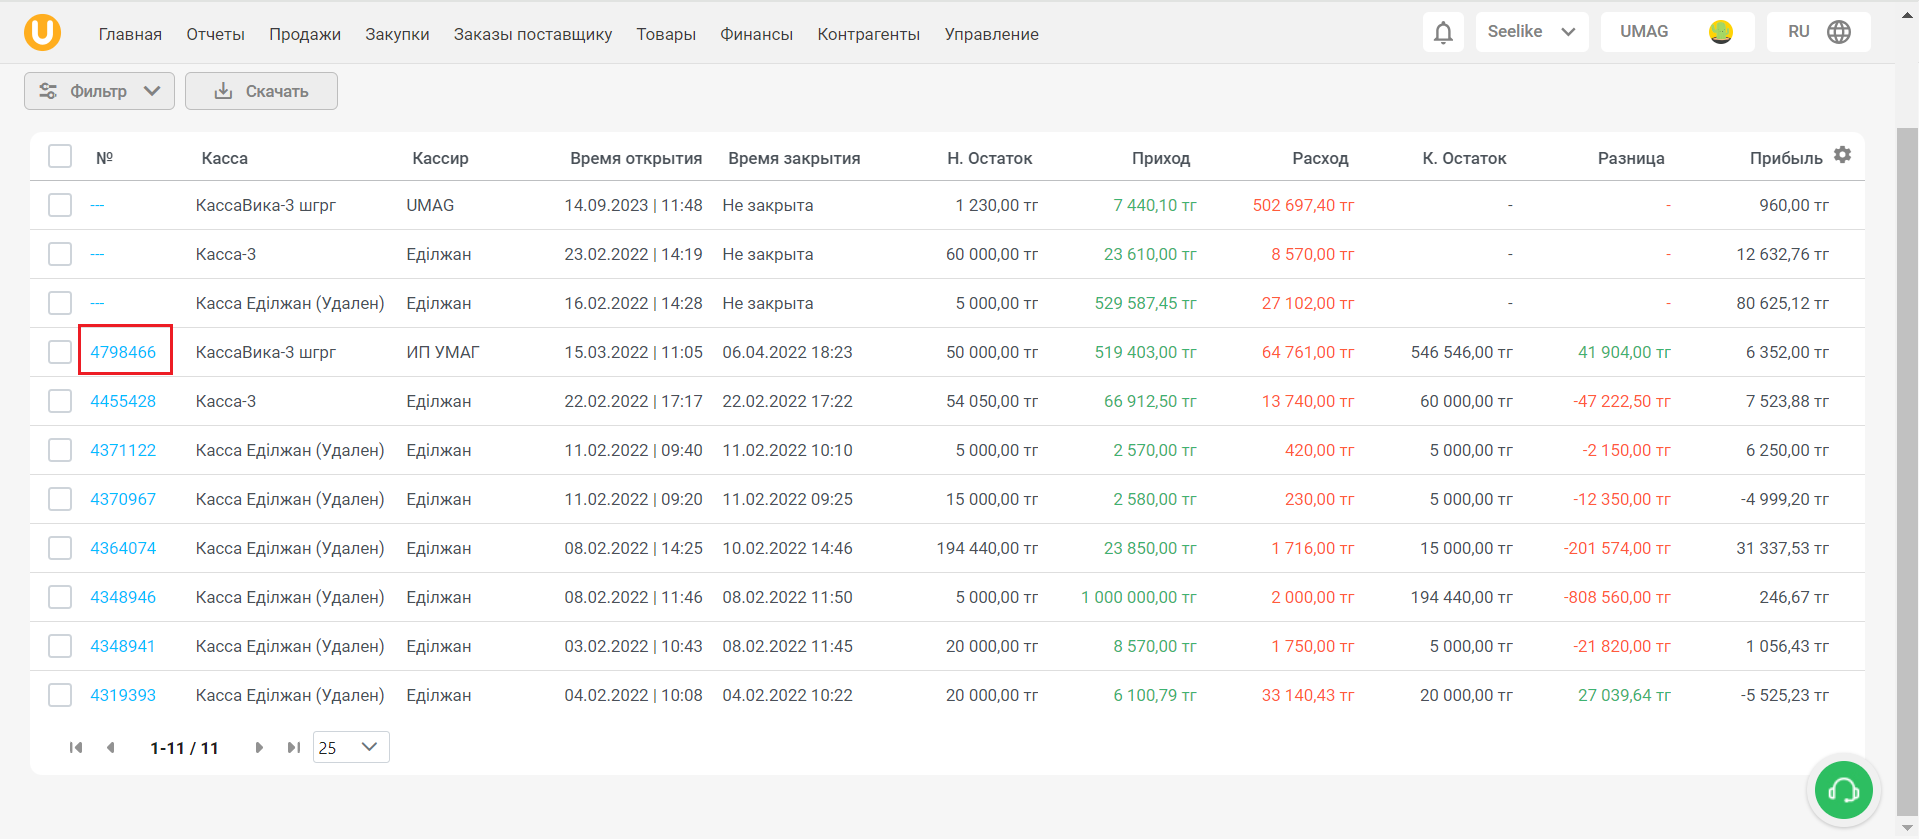 Главная Отчеты Продажи Закупки Заказы поставщику Товары Финансы Контрагенты Управление Seelike UMAG RU
Фильтр Скачать
№ Касса Кассир Время открытия Время закрытия Н. Остаток Приход Расход К. Остаток Разница Прибыль
--- КассаВика-3 шгрг UMAG 14.09.2023 | 11:48 Не закрыта 1 230,00 тг 7 440,10 тг 502 697,40 тг - - 960,00 тг
--- Касса-3 Еділжан 23.02.2022 | 14:19 Не закрыта 60 000,00 тг 23 610,00 тг 8 570,00 тг - - 12 632,76 тг
--- Касса Еділжан (Удален) Еділжан 16.02.2022 | 14:28 Не закрыта 5 000,00 тг 529 587,45 тг 27 102,00 тг - - 80 625,12 тг
4798466 КассаВика-3 шгрг ИП УМАГ 15.03.2022 | 11:05 06.04.2022 18:23 50 000,00 тг 519 403,00 тг 64 761,00 тг 546 546,00 тг 41 904,00 тг 6 352,00 тг
4455428 Касса-3 Еділжан 22.02.2022 | 17:17 22.02.2022 17:22 54 050,00 тг 66 912,50 тг 13 740,00 тг 60 000,00 тг -47 222,50 тг 7 523,88 тг
4371122 Касса Еділжан (Удален) Еділжан 11.02.2022 | 09:40 11.02.2022 10:10 5 000,00 тг 2 570,00 тг 420,00 тг 5 000,00 тг -2 150,00 тг 6 250,00 тг
4370967 Касса Еділжан (Удален) Еділжан 11.02.2022 | 09:20 11.02.2022 09:25 15 000,00 тг 2 580,00 тг 230,00 тг 5 000,00 тг -12 350,00 тг -4 999,20 тг
4364074 Касса Еділжан (Удален) Еділжан 08.02.2022 | 14:25 10.02.2022 14:46 194 440,00 тг 23 850,00 тг 1 716,00 тг 15 000,00 тг -201 574,00 тг 31 337,53 тг
4348946 Касса Еділжан (Удален) Еділжан 08.02.2022 | 11:46 08.02.2022 11:50 5 000,00 тг 1 000 000,00 тг 2 000,00 тг 194 440,00 тг -808 560,00 тг 246,67 тг
4348941 Касса Еділжан (Удален) Еділжан 03.02.2022 | 10:43 08.02.2022 11:45 20 000,00 тг 8 570,00 тг 1 750,00 тг 5 000,00 тг -21 820,00 тг 1 056,43 тг
4319393 Касса Еділжан (Удален) Еділжан 04.02.2022 | 10:08 04.02.2022 10:22 20 000,00 тг 6 100,79 тг 33 140,43 тг 20 000,00 тг 27 039,64 тг -5 525,23 тг
1-11 / 11 25